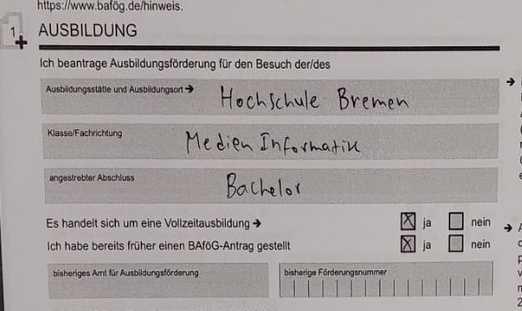 https://www.bafög.de/hinweis.
1
AUSBILDUNG
Ich beantrage Ausbildungsförderung für den Besuch der/des
Ausbildungsstätte und Ausbildungsort → Hochschule Bremen
Klasse/Fachrichtung Medien Informatik
angestrebter Abschluss Bachelor
Es handelt sich um eine Vollzeitausbildung → X ja nein
Ich habe bereits früher einen BAföG-Antrag gestellt X ja nein
bisheriges Amt für Ausbildungsförderung bisherige Förderungsnummer